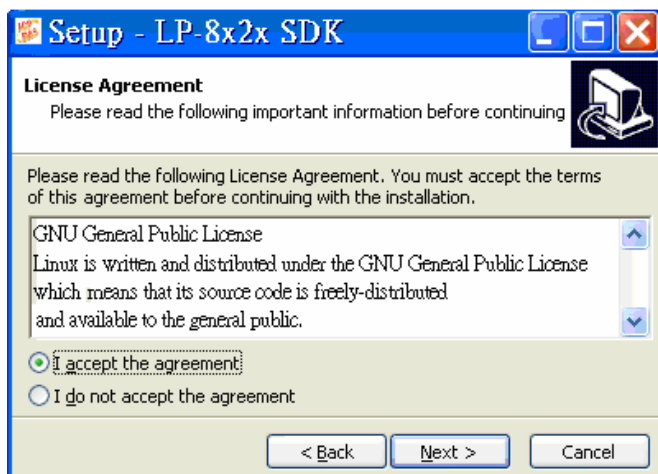 Setup - LP-8x2x SDK
License Agreement
Please read the following important information before continuing
Please read the following License Agreement. You must accept the terms
of this agreement before continuing with the installation.
GNU General Public License
Linux is written and distributed under the GNU General Public License
which means that its source code is freely-distributed
and available to the general public.
I accept the agreement
I do not accept the agreement
< Back Next > Cancel